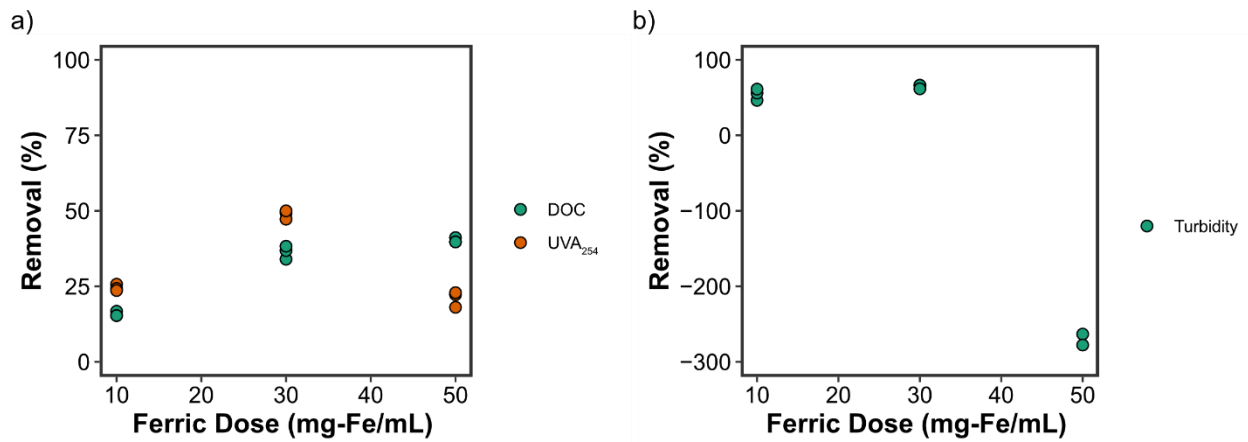 a)
Removal (%)
100
75
50
25
0
10 20 30 40 50
Ferric Dose (mg-Fe/mL)
DOC
UVA254
b)
Removal (%)
100
0
−100
−200
−300
10 20 30 40 50
Ferric Dose (mg-Fe/mL)
Turbidity